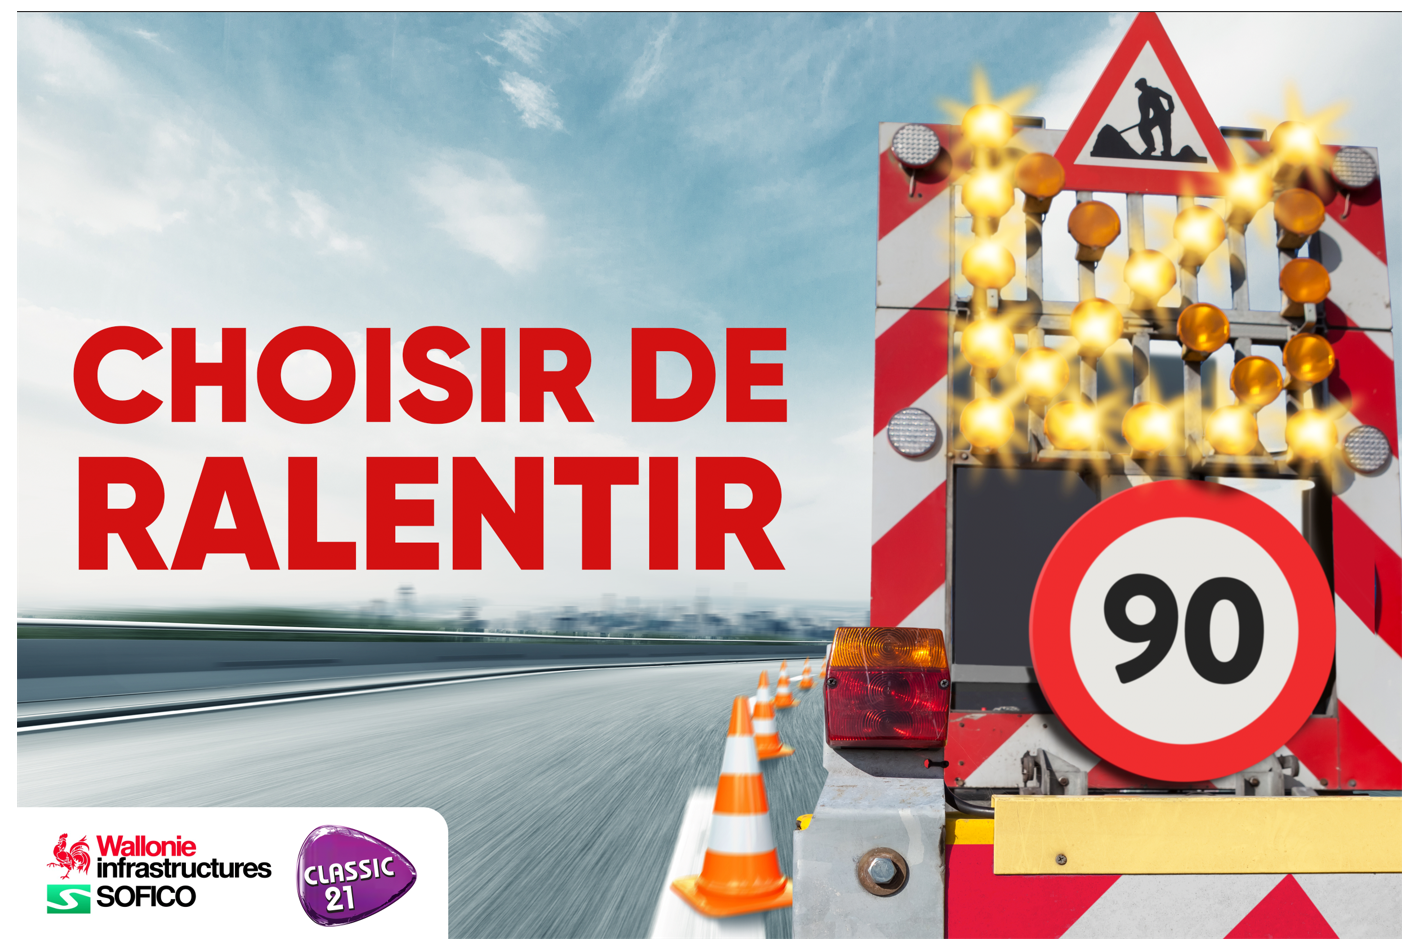 CHOISIR DE
RALENTIR
90
Wallonie
infrastructures
SOFICO
CLASSIC
21